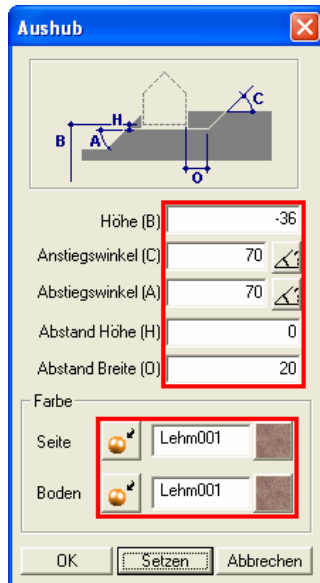 Aushub
H
C
B
A
O
Höhe (B) -36
Anstiegswinkel (C) 70
Abstiegswinkel (A) 70
Abstand Höhe (H) 0
Abstand Breite (O) 20
Farbe
Seite Lehm001
Boden Lehm001
OK Setzen Abbrechen